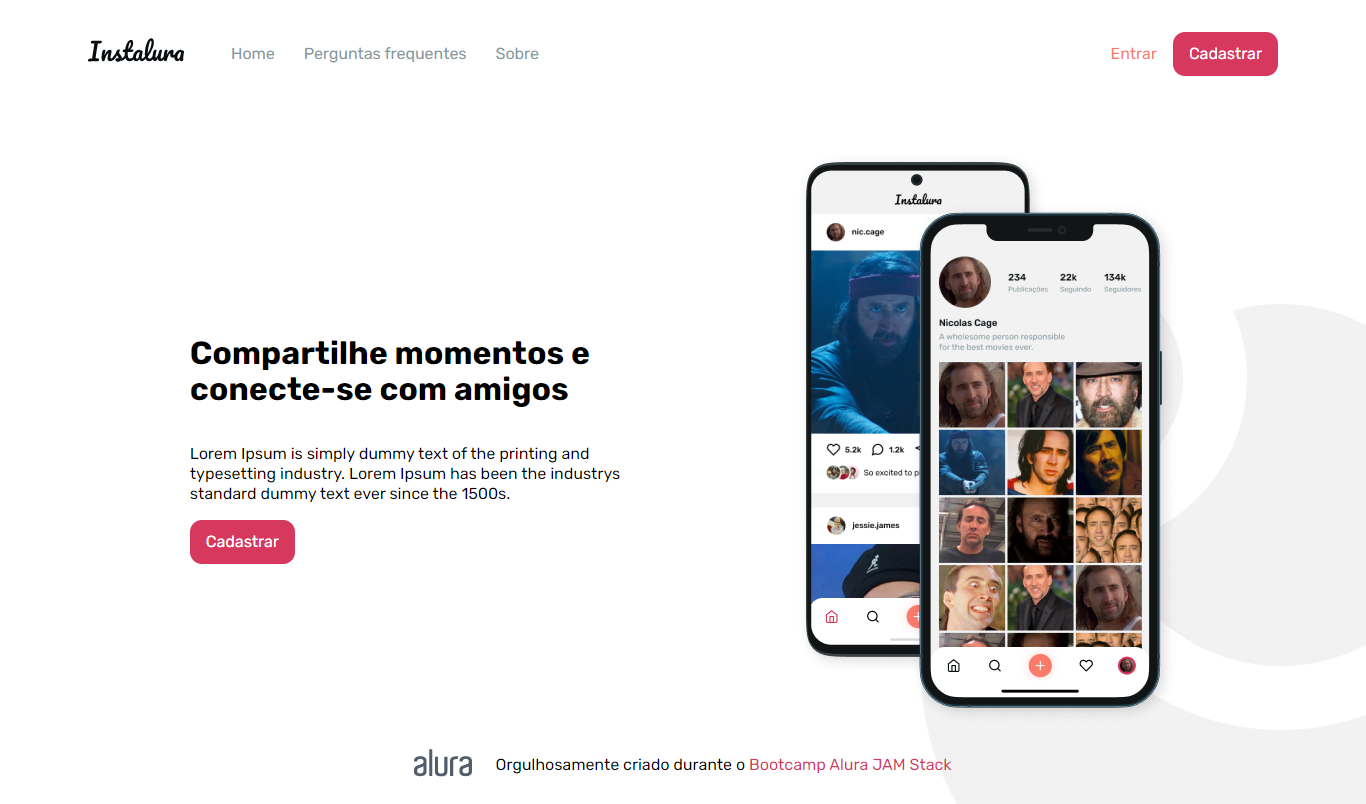 Instalura
Home
Perguntas frequentes
Sobre
Entrar
Cadastrar
Compartilhe momentos e
conecte-se com amigos
Lorem Ipsum is simply dummy text of the printing and
typesetting industry. Lorem Ipsum has been the industrys
standard dummy text ever since the 1500s.
Cadastrar
Instalura
nic.cage
5.2k
1.2k
So excited to
jessie.james
234
Publicações
22k
Seguindo
134k
Seguidores
Nicolas Cage
A wholesome person responsible
for the best movies ever.
alura
Orgulhosamente criado durante o Bootcamp Alura JAM Stack